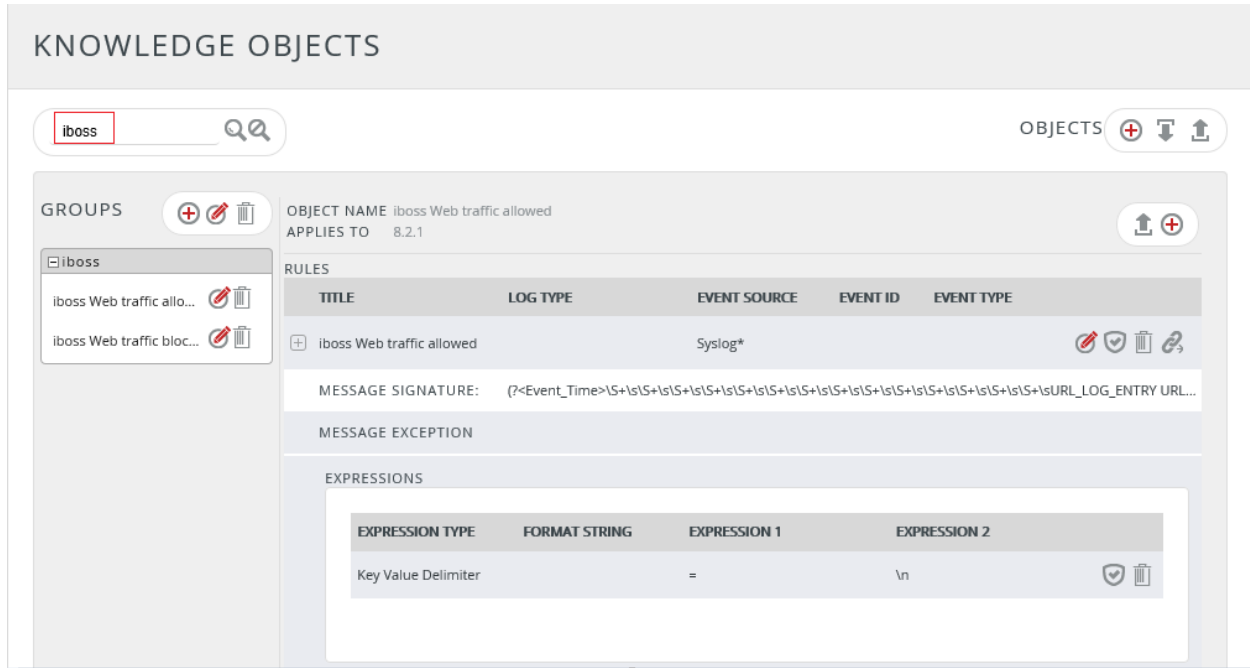 KNOWLEDGE OBJECTS
iboss
OBJECTS
GROUPS
iboss
iboss Web traffic allo...
iboss Web traffic bloc...
OBJECT NAME iboss Web traffic allowed
APPLIES TO 8.2.1
RULES
TITLE LOG TYPE EVENT SOURCE EVENT ID EVENT TYPE
iboss Web traffic allowed Syslog*
MESSAGE SIGNATURE: (?<Event_Time>\S+\s\S+\s\S+\s\S+\s\S+\s\S+\s\S+\s\S+\s\S+\s\S+\s\S+\s\S+\s\S+\sURL_LOG_ENTRY URL...
MESSAGE EXCEPTION
EXPRESSIONS
EXPRESSION TYPE FORMAT STRING EXPRESSION 1 EXPRESSION 2
Key Value Delimiter = \n